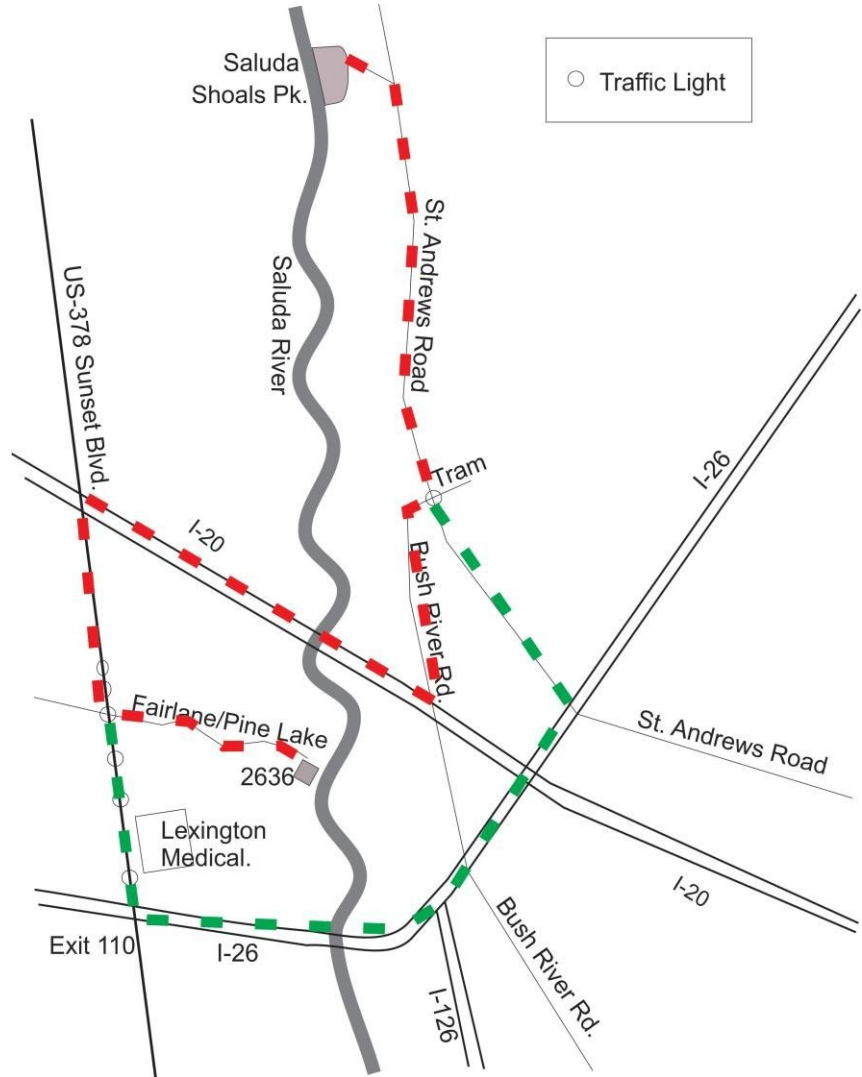 Saluda
Shoals Pk.
Traffic Light
St. Andrews Road
US-378 Sunset Blvd.
Saluda River
I-26
Tram
I-20
Bush River Rd.
Fairlane/Pine Lake
2636
St. Andrews Road
Lexington
Medical.
I-20
Exit 110
I-26
I-126
Bush River Rd.